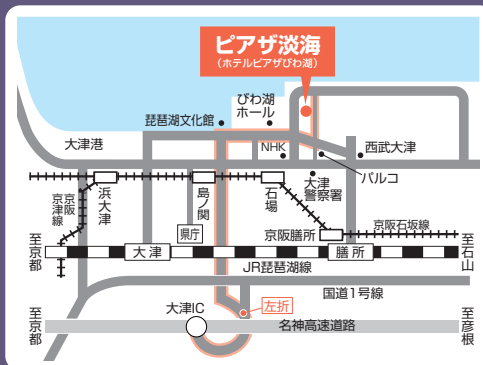 ピアザ淡海
(ホテルピアザびわ湖)
びわ湖
ホール
琵琶湖文化館
大津港
NHK
西武大津
パルコ
大津
警察署
京阪
京津線
浜大津
島ノ関
石場
県庁
京阪膳所
京阪石坂線
至京都
大津
膳所
至石山
JR琵琶湖線
国道1号線
左折
大津IC
至京都
名神高速道路
至彦根